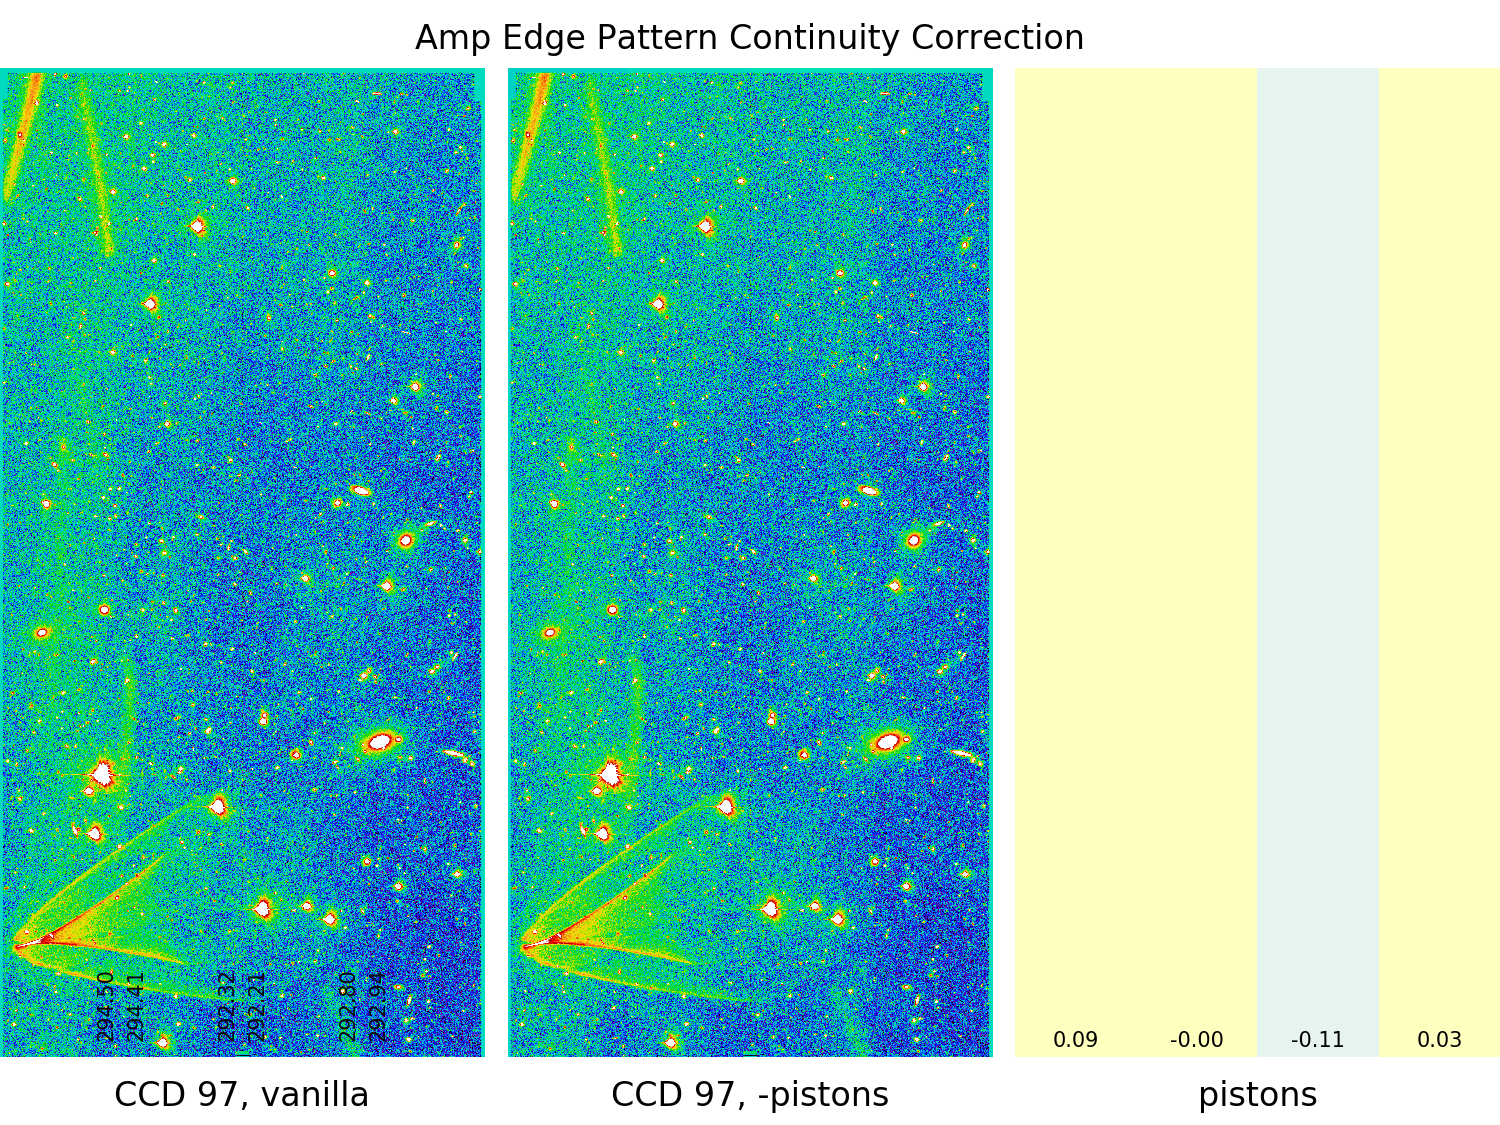 Amp Edge Pattern Continuity Correction
294.50
294.41
292.32
292.21
292.80
292.94
0.09 -0.00 -0.11 0.03
CCD 97, vanilla
CCD 97, -pistons
pistons